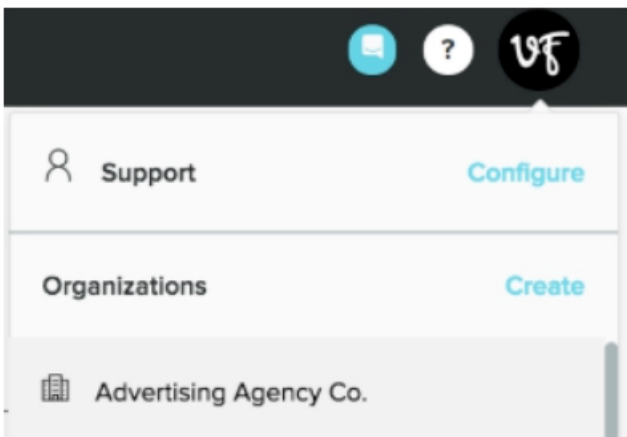 ?
VF
Support Configure
Organizations Create
Advertising Agency Co.